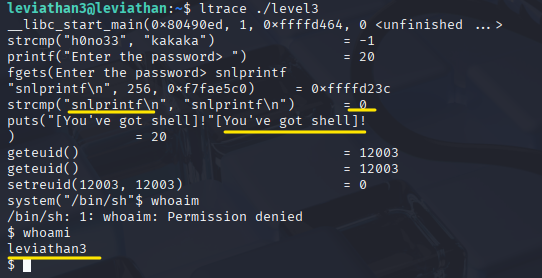 leviathan3@leviathan:~$ ltrace ./level3
__libc_start_main(0×80490ed, 1, 0×ffffd464, 0 <unfinished ...>
strcmp("h0no33", "kakaka") = -1
printf("Enter the password> ") = 20
fgets(Enter the password> snlprintf
"snlprintf\n", 256, 0×f7fae5c0) = 0×ffffd23c
strcmp("snlprintf\n", "snlprintf\n") = 0
puts("[You've got shell]!"[You've got shell]!
) = 20
geteuid() = 12003
geteuid() = 12003
setreuid(12003, 12003) = 0
system("/bin/sh"$ whoaim
/bin/sh: 1: whoaim: Permission denied
$ whoami
leviathan3
$